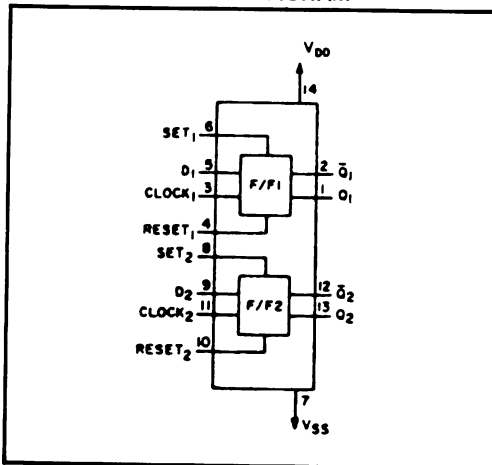 VDD
14
SET1 6
D1 5
CLOCK1 3
F/F1
2 Q̅1
1 Q1
RESET1 4
SET2 8
D2 9
CLOCK2 11
F/F2
12 Q̅2
13 Q2
RESET2 10
7
VSS